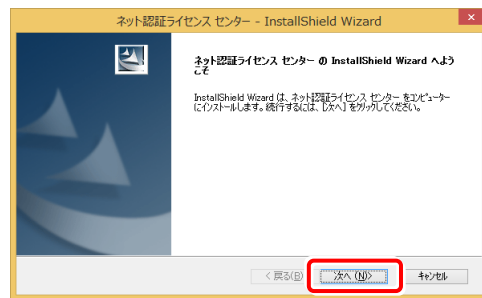 ネット認証ライセンス センター - InstallShield Wizard
ネット認証ライセンス センター の InstallShield Wizard へよう
こそ
InstallShield Wizard は、ネット認証ライセンス センター をコンピューター
にインストールします。続行するには、[次へ] をクリックしてください。
< 戻る(B)
次へ (N)>
キャンセル